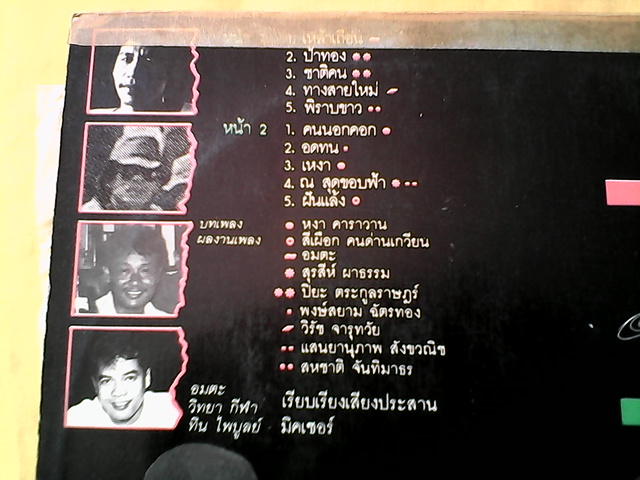 1. เหล้าเถื่อน
2. ป่าทอง
3. ชาติคน
4. ทางสายใหม่
5. พิราบขาว
หน้า 2 1. คนนอกคอก
2. อดทน
3. เหงา
4. ณ สุดขอบฟ้า
5. ฝันแล้ง
บทเพลง หงา คาราวาน
ผลงานเพลง สีเผือก คนด่านเกวียน
อมตะ
สุรสีห์ ผาธรรม
ปิยะ ตระกูลราษฎร์
พงษ์สยาม ฉัตรทอง
วิรัช จารุทวัย
แสนยานุภาพ สังขวณิช
สหชาติ จันทิมาธร
อมตะ
วิทยา กีฬา เรียบเรียงเสียงประสาน
ทีน ไพบูลย์ มิคเซอร์